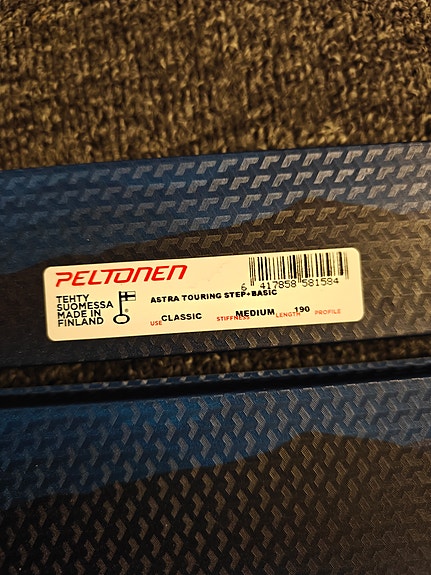 PELTONEN
6 417858 581584
TEHTY
SUOMESSA
MADE IN
FINLAND
ASTRA TOURING STEP+BASIC
USE CLASSIC STIFFNESS MEDIUM LENGTH 190 PROFILE